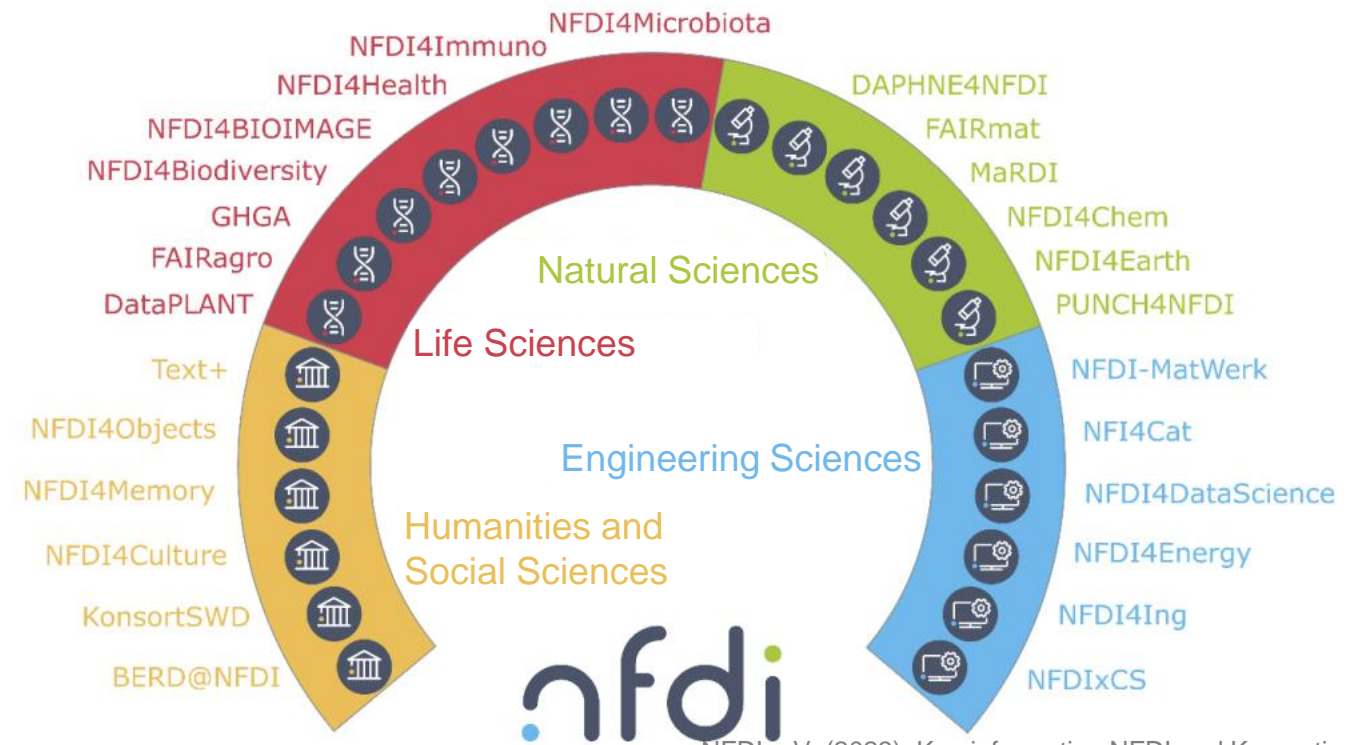 NFDI4Microbiota
NFDI4Immuno
NFDI4Health
NFDI4BIOIMAGE
NFDI4Biodiversity
GHGA
FAIRagro
DataPLANT
Text+
NFDI4Objects
NFDI4Memory
NFDI4Culture
KonsortSWD
BERD@NFDI
DAPHNE4NFDI
FAIRmat
MaRDI
NFDI4Chem
NFDI4Earth
PUNCH4NFDI
NFDI-MatWerk
NFI4Cat
NFDI4DataScience
NFDI4Energy
NFDI4Ing
NFDIxCS
Natural Sciences
Life Sciences
Engineering Sciences
Humanities and
Social Sciences
nfdi